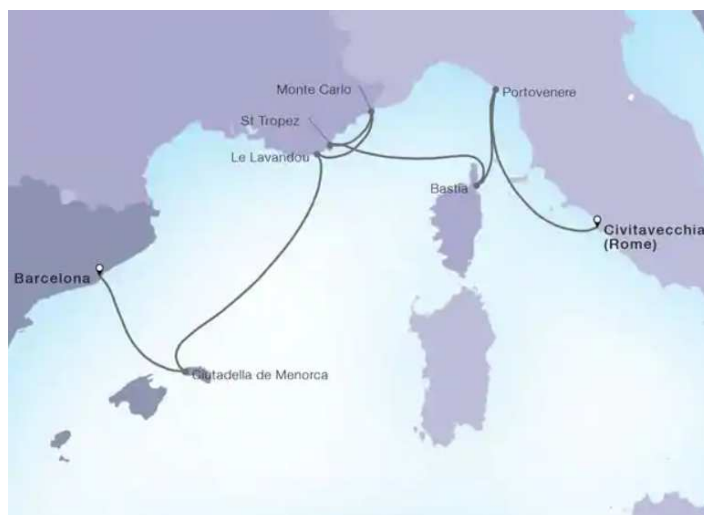 Monte Carlo
Portovenere
St Tropez
Le Lavandou
Bastia
Civitavecchia
(Rome)
Barcelona
Ciutadella de Menorca